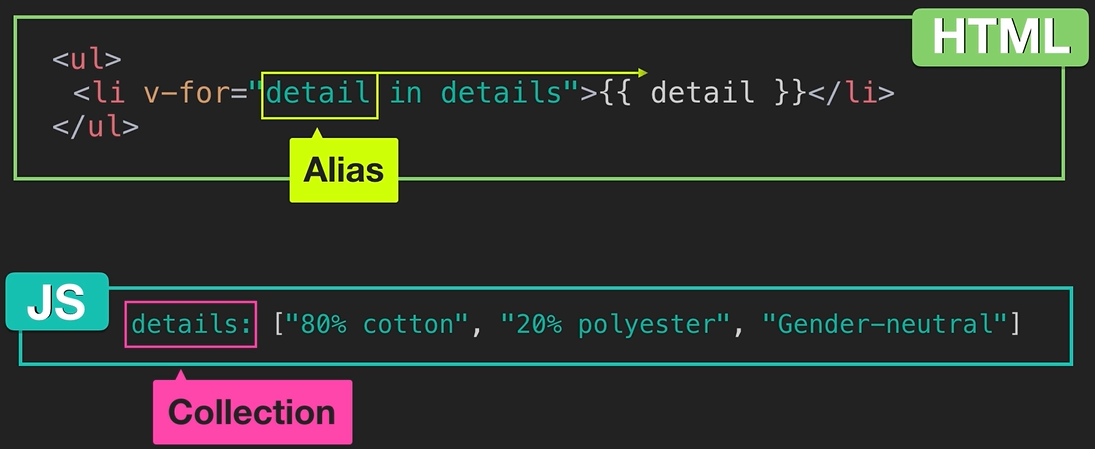 HTML
<ul>
<li v-for="detail in details">{{ detail }}</li>
</ul>
Alias
JS
details: ["80% cotton", "20% polyester", "Gender-neutral"]
Collection